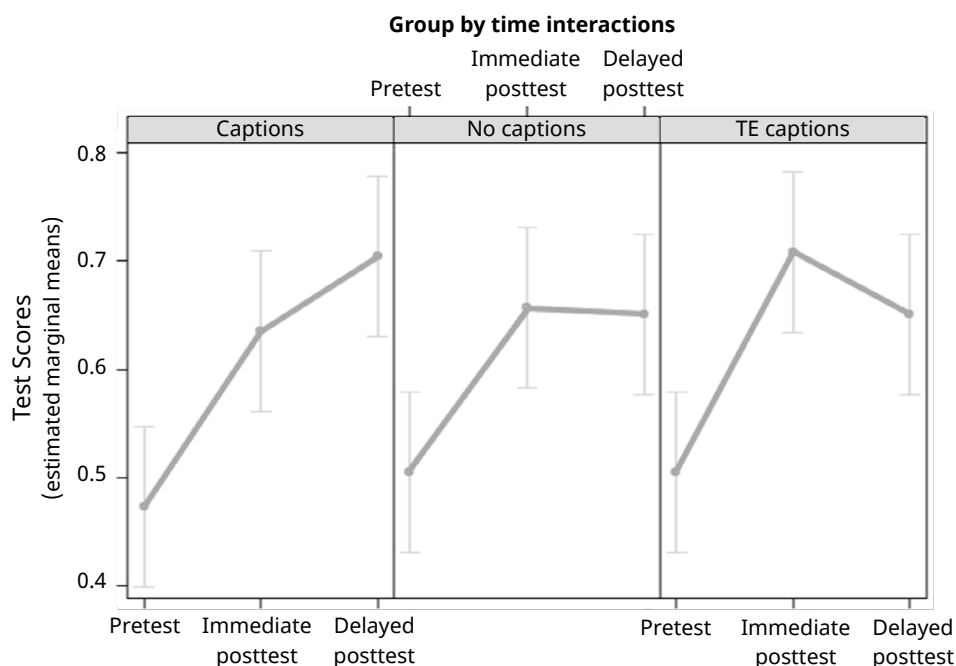 Group by time interactions
Immediate Delayed
Pretest posttest posttest
Captions No captions TE captions
0.8
0.7
0.6
0.5
0.4
Test Scores
(estimated marginal means)
Pretest Immediate Delayed Pretest Immediate Delayed
posttest posttest posttest posttest